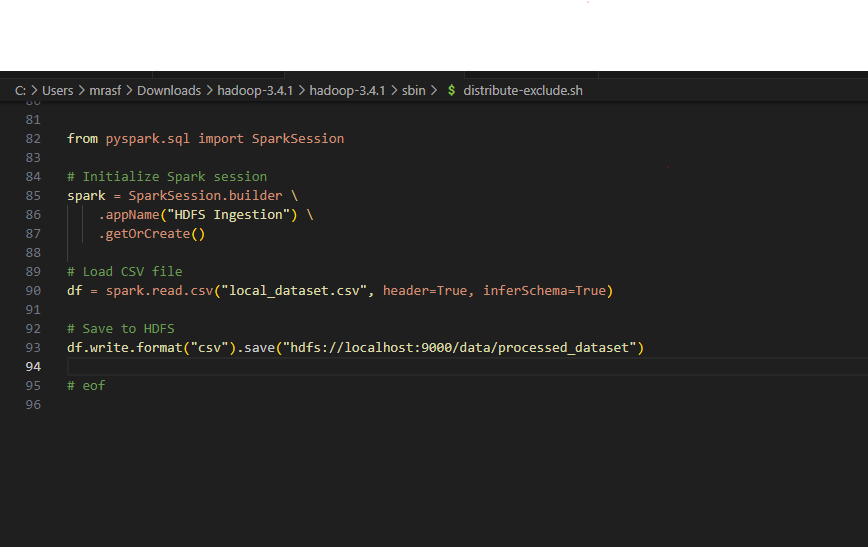 C: > Users > mrasf > Downloads > hadoop-3.4.1 > hadoop-3.4.1 > sbin > $ distribute-exclude.sh
80
81
82 from pyspark.sql import SparkSession
83
84 # Initialize Spark session
85 spark = SparkSession.builder \
86     .appName("HDFS Ingestion") \
87     .getOrCreate()
88
89 # Load CSV file
90 df = spark.read.csv("local_dataset.csv", header=True, inferSchema=True)
91
92 # Save to HDFS
93 df.write.format("csv").save("hdfs://localhost:9000/data/processed_dataset")
94
95 # eof
96